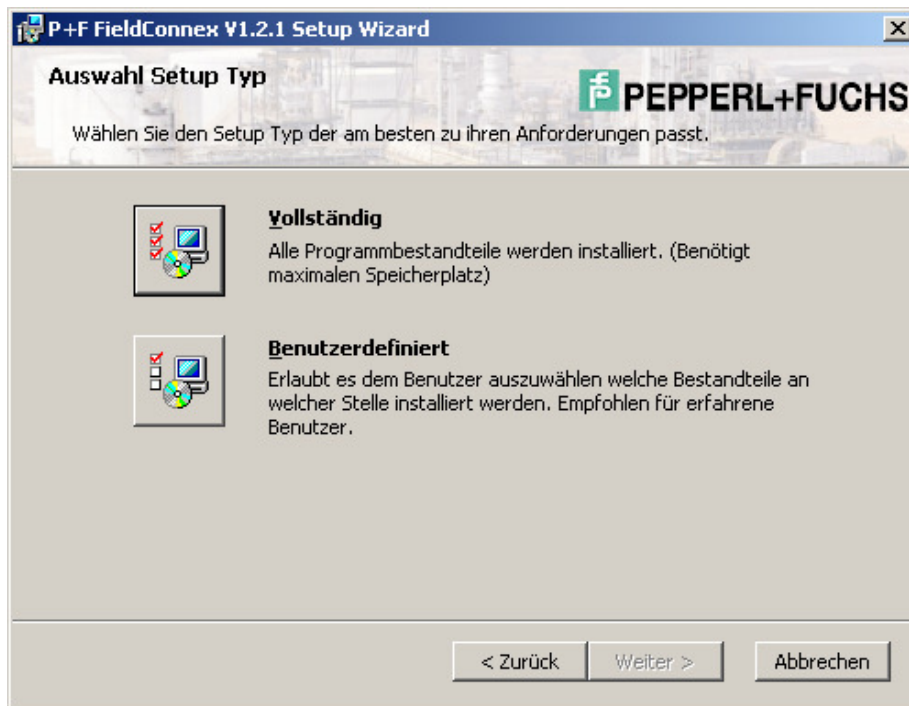 P+F FieldConnex V1.2.1 Setup Wizard
Auswahl Setup Typ
PEPPERL+FUCHS
Wählen Sie den Setup Typ der am besten zu ihren Anforderungen passt.
Vollständig
Alle Programmbestandteile werden installiert. (Benötigt
maximalen Speicherplatz)
Benutzerdefiniert
Erlaubt es dem Benutzer auszuwählen welche Bestandteile an
welcher Stelle installiert werden. Empfohlen für erfahrene
Benutzer.
< Zurück
Weiter >
Abbrechen